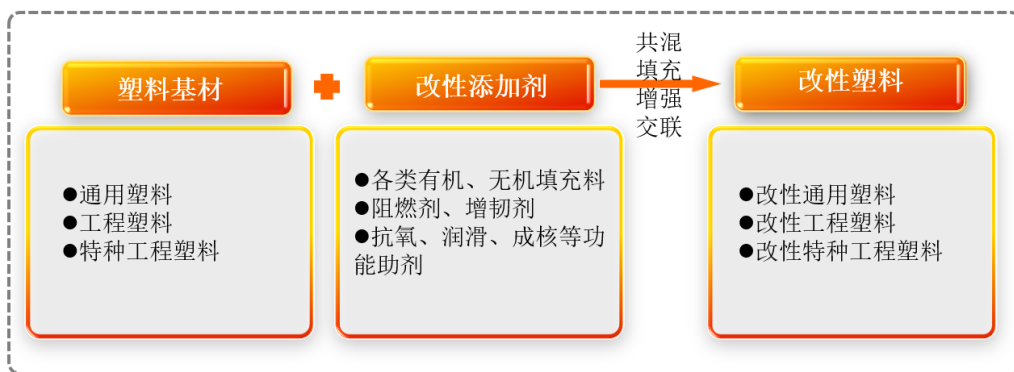 塑料基材
改性添加剂
共混
填充
增强
交联
改性塑料
●通用塑料
●工程塑料
●特种工程塑料
●各类有机、无机填充料
●阻燃剂、增韧剂
●抗氧、润滑、成核等功
能助剂
●改性通用塑料
●改性工程塑料
●改性特种工程塑料